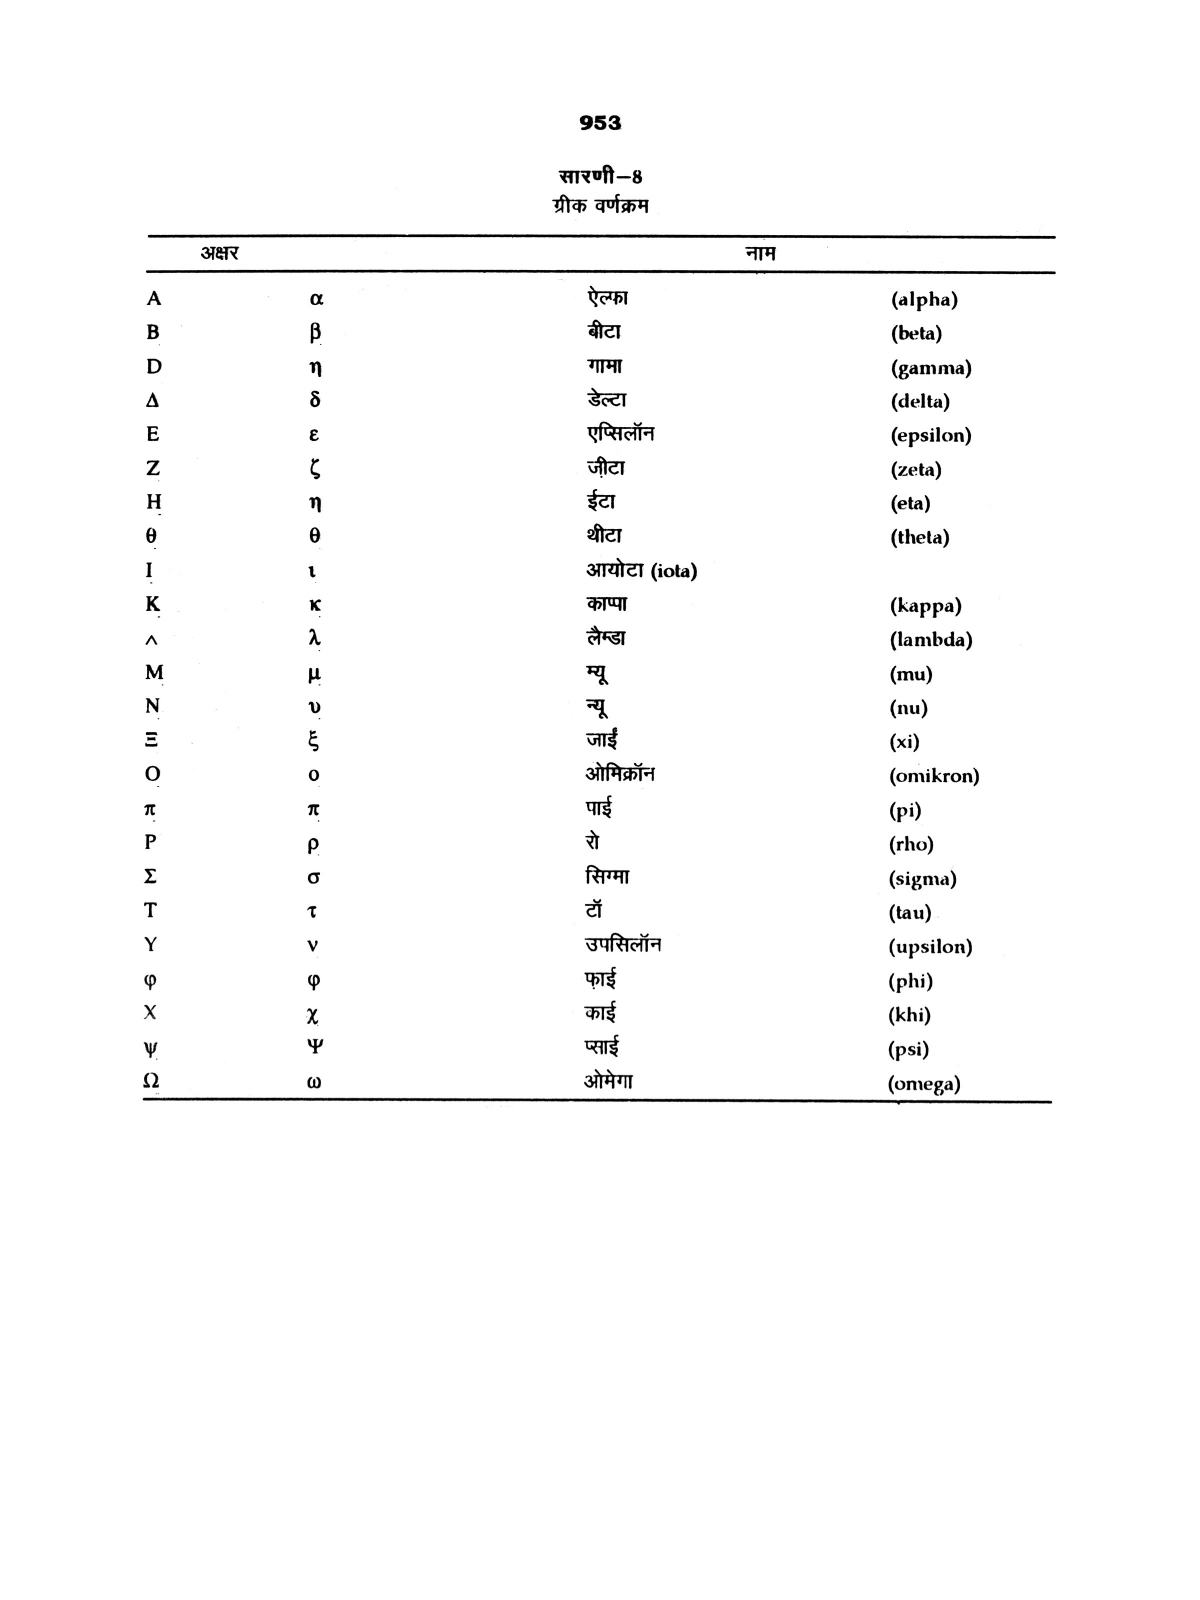 953
सारणी–8
ग्रीक वर्णक्रम
अक्षर नाम
A α ऐल्फा (alpha)
B β बीटा (beta)
D η गामा (gamma)
Δ δ डेल्टा (delta)
E ε एप्सिलॉन (epsilon)
Z ζ ज़ीटा (zeta)
H η ईटा (eta)
θ θ थीटा (theta)
I ι आयोटा (iota)
K κ काप्पा (kappa)
^ λ लैम्डा (lambda)
M μ म्यू (mu)
N υ न्यू (nu)
Ξ ξ जाईं (xi)
O o ओमिक्रॉन (omikron)
π π पाई (pi)
P ρ रो (rho)
Σ σ सिग्मा (sigma)
T τ टॉ (tau)
Y ν उपसिलॉन (upsilon)
φ φ फ़ाई (phi)
X χ काई (khi)
ψ Ψ प्साई (psi)
Ω ω ओमेगा (omega)